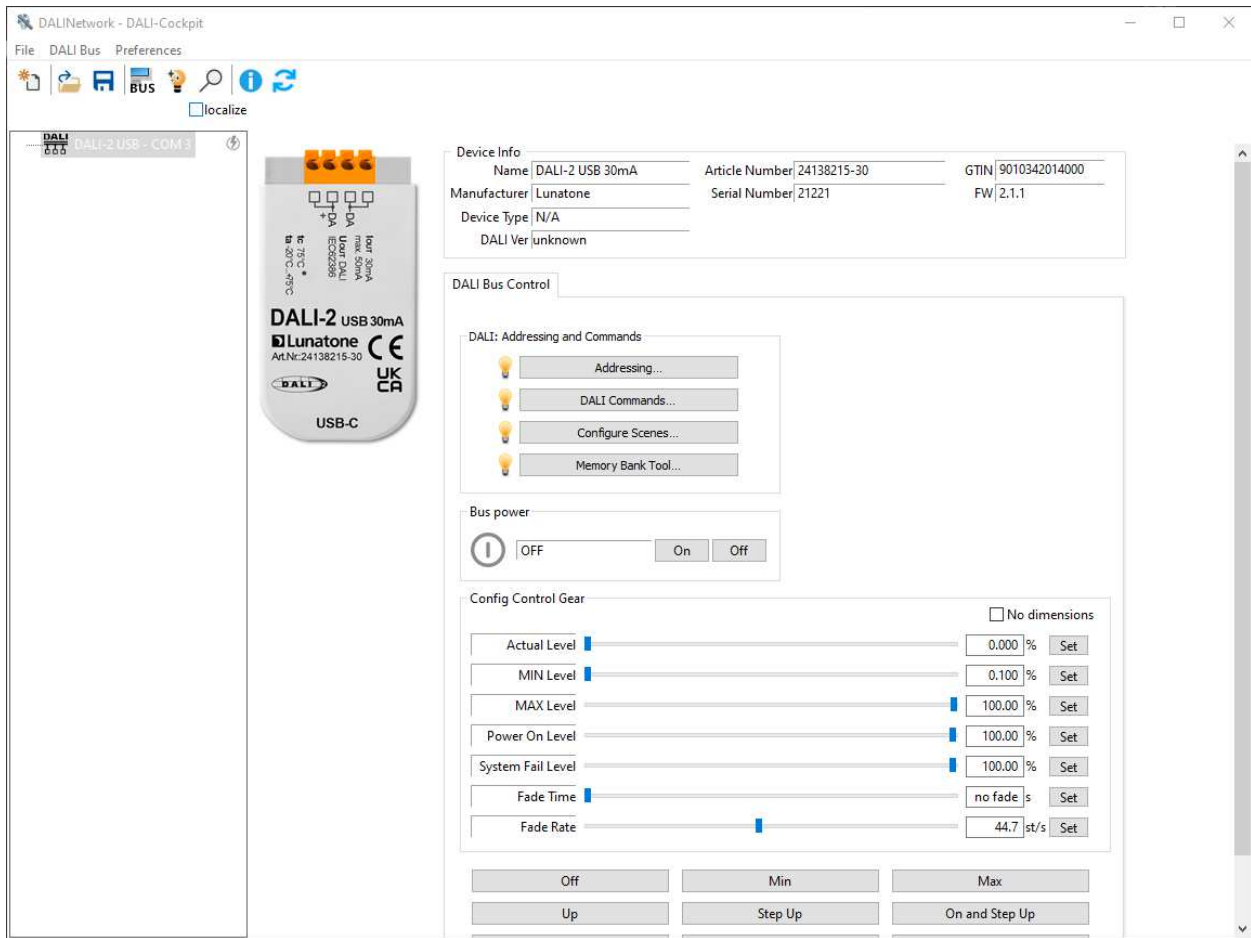 DALINetwork - DALI-Cockpit
File DALI Bus Preferences
BUS
localize
DALI
DALI-2 USB - COM 3
+DA DA
ta -20°C...+75°C
tc 75°C
UOUT DALI
IEC62386
IOUT 30mA
max. 50mA
DALI-2 USB 30mA
Lunatone CE
Art.Nr.:24138215-30
DALI 2 UK CA
USB-C
Device Info
Name DALI-2 USB 30mA Article Number 24138215-30 GTIN 9010342014000
Manufacturer Lunatone Serial Number 21221 FW 2.1.1
Device Type N/A
DALI Ver unknown
DALI Bus Control
DALI: Addressing and Commands
Addressing...
DALI Commands...
Configure Scenes...
Memory Bank Tool...
Bus power
OFF On Off
Config Control Gear
No dimensions
Actual Level 0.000 % Set
MIN Level 0.100 % Set
MAX Level 100.00 % Set
Power On Level 100.00 % Set
System Fail Level 100.00 % Set
Fade Time no fade s Set
Fade Rate 44.7 st/s Set
Off Min Max
Up Step Up On and Step Up